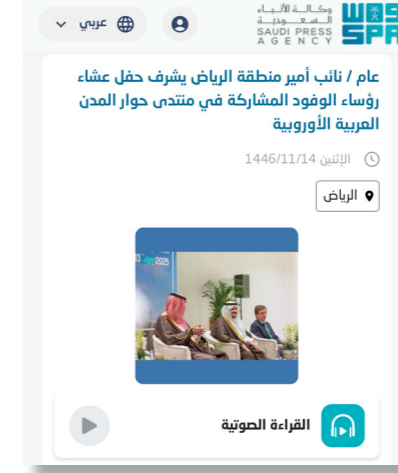 وكالة الأنباء
السعودية
SAUDI PRESS
AGENCY
واس
SPA
عربي
عام / نائب أمير منطقة الرياض يشرف حفل عشاء
رؤساء الوفود المشاركة في منتدى حوار المدن
العربية الأوروبية
الإثنين 1446/11/14
الرياض
2025
القراءة الصوتية